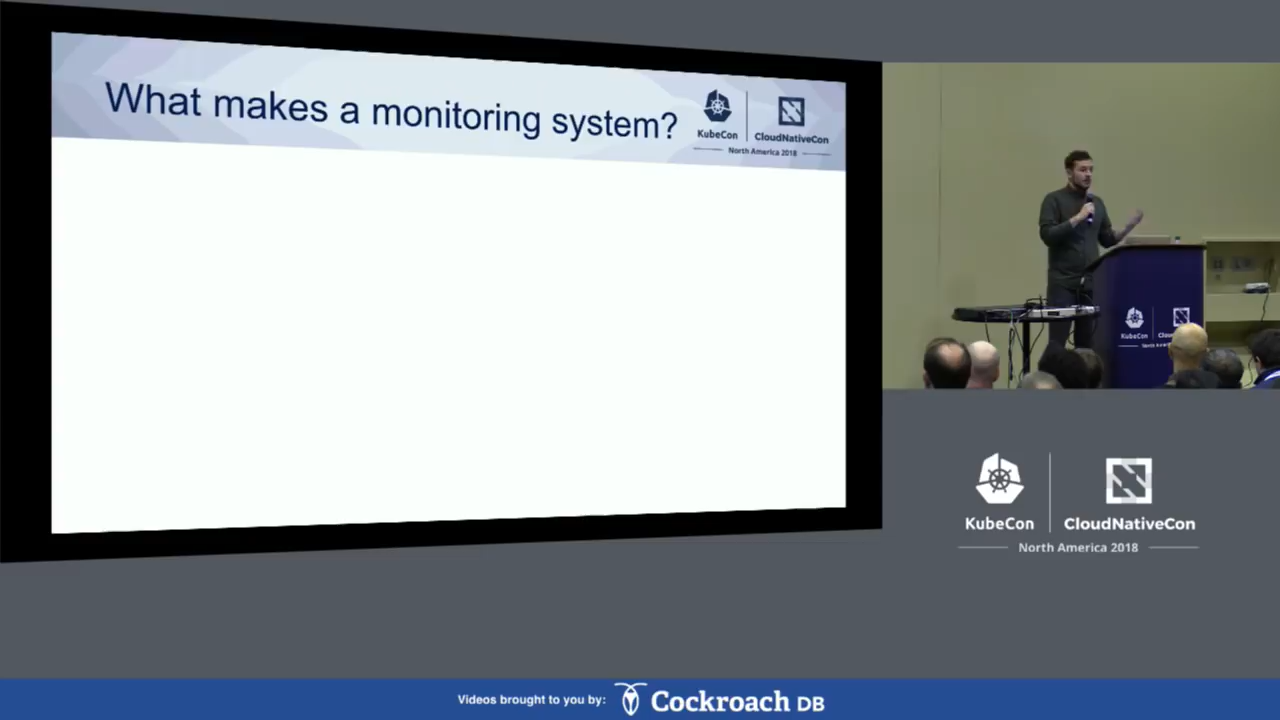 What makes a monitoring system?
KubeCon
CloudNativeCon
North America 2018
KubeCon
KubeCon
CloudNativeCon
North America 2018
Videos brought to you by: Cockroach DB